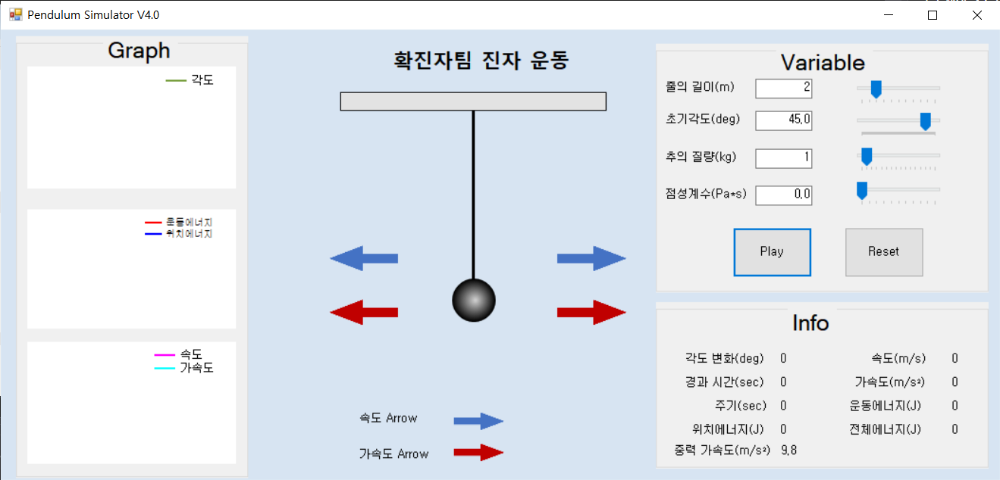 Pendulum Simulator V4.0
Graph
각도
운동에너지
위치에너지
속도
가속도
확진자팀 진자 운동
속도 Arrow
가속도 Arrow
Variable
줄의 길이(m) 2
초기각도(deg) 45.0
추의 질량(kg) 1
점성계수(Pa*s) 0.0
Play Reset
Info
각도 변화(deg) 0 속도(m/s) 0
경과 시간(sec) 0 가속도(m/s²) 0
주기(sec) 0 운동에너지(J) 0
위치에너지(J) 0 전체에너지(J) 0
중력 가속도(m/s²) 9.8